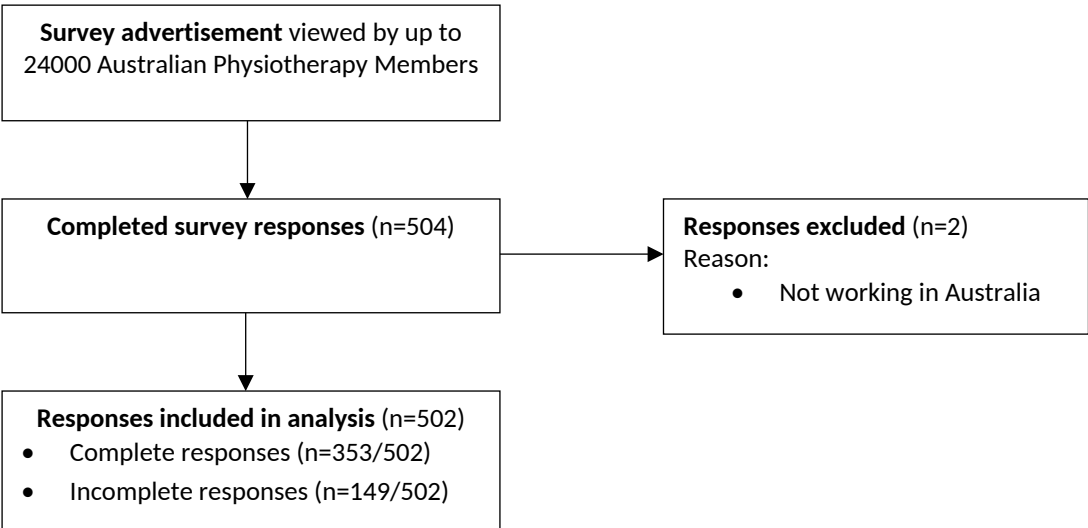 Survey advertisement viewed by up to
24000 Australian Physiotherapy Members
Completed survey responses (n=504)
Responses excluded (n=2)
Reason:
• Not working in Australia
Responses included in analysis (n=502)
• Complete responses (n=353/502)
• Incomplete responses (n=149/502)